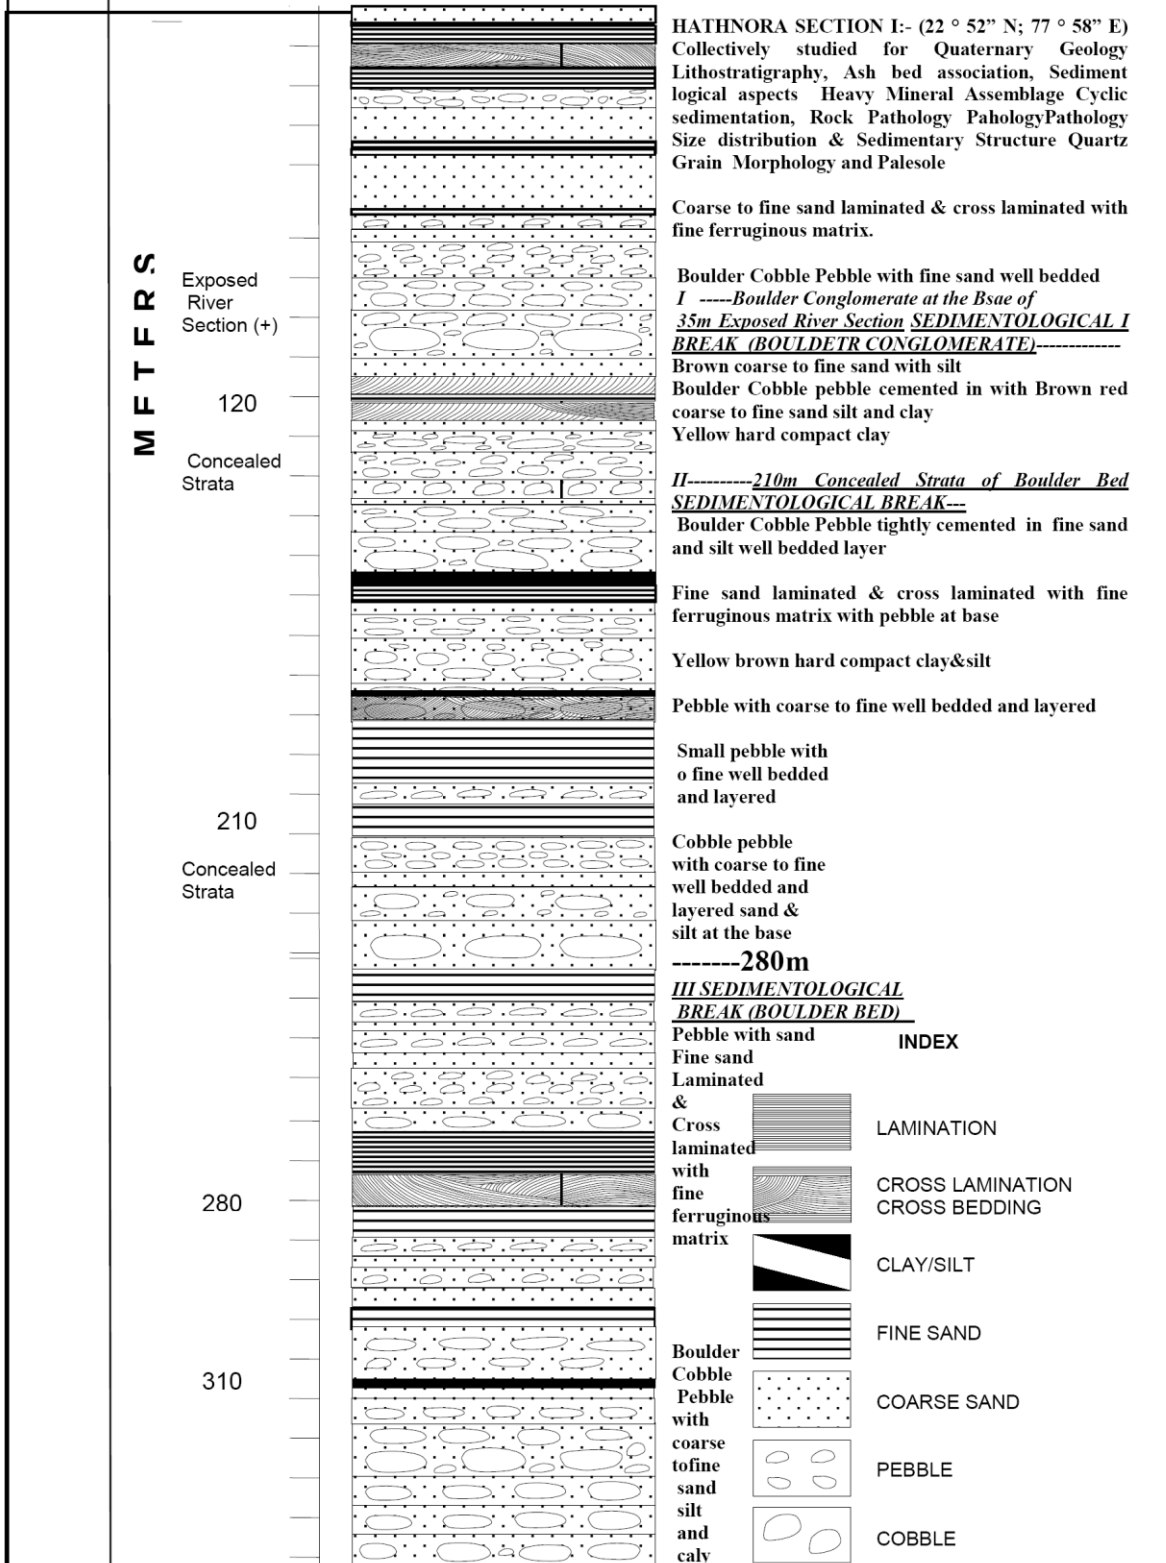 METERS
Exposed
River
Section (+)
120
Concealed
Strata
210
Concealed
Strata
280
310
HATHNORA SECTION I:- (22 ° 52” N; 77 ° 58” E)
Collectively studied for Quaternary Geology
Lithostratigraphy, Ash bed association, Sediment
logical aspects Heavy Mineral Assemblage Cyclic
sedimentation, Rock Pathology PahologyPathology
Size distribution & Sedimentary Structure Quartz
Grain Morphology and Palesole
Coarse to fine sand laminated & cross laminated with
fine ferruginous matrix.
Boulder Cobble Pebble with fine sand well bedded
I -----Boulder Conglomerate at the Bsae of
35m Exposed River Section SEDIMENTOLOGICAL I
BREAK (BOULDETR CONGLOMERATE)-------------
Brown coarse to fine sand with silt
Boulder Cobble pebble cemented in with Brown red
coarse to fine sand silt and clay
Yellow hard compact clay
II----------210m Concealed Strata of Boulder Bed
SEDIMENTOLOGICAL BREAK---
Boulder Cobble Pebble tightly cemented in fine sand
and silt well bedded layer
Fine sand laminated & cross laminated with fine
ferruginous matrix with pebble at base
Yellow brown hard compact clay&silt
Pebble with coarse to fine well bedded and layered
Small pebble with
o fine well bedded
and layered
Cobble pebble
with coarse to fine
well bedded and
layered sand &
silt at the base
-------280m
III SEDIMENTOLOGICAL
BREAK (BOULDER BED)
Pebble with sand
Fine sand
Laminated
&
Cross
laminated
with
fine
ferruginous
matrix
Boulder
Cobble
Pebble
with
coarse
tofine
sand
silt
and
calv
INDEX
LAMINATION
CROSS LAMINATION
CROSS BEDDING
CLAY/SILT
FINE SAND
COARSE SAND
PEBBLE
COBBLE